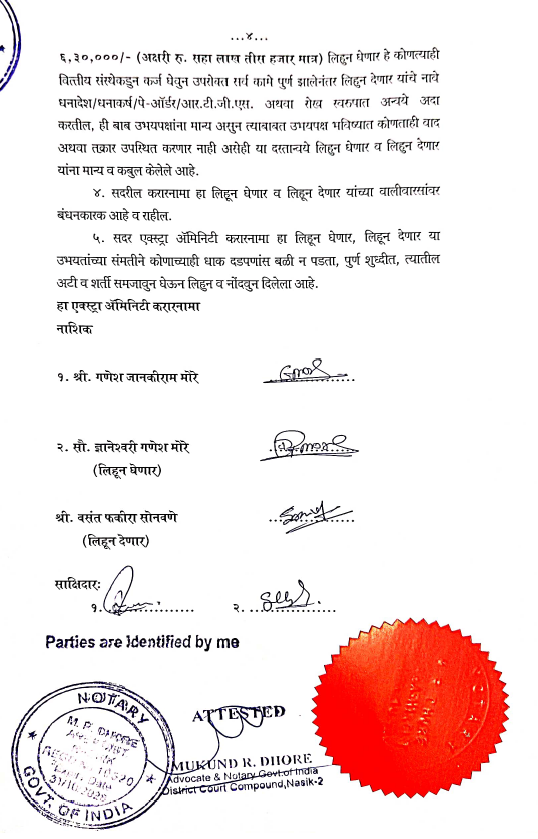 ...४...
६,३०,०००/- (अक्षरी रु. सहा लाख तीस हजार मात्र) लिहुन घेणार हे कोणत्याही
वित्तीय संस्थेकडुन कर्ज घेवुन उपरोक्त सर्व कामे पुर्ण झालेनंतर लिहुन देणार यांचे नावे
धनादेश/धनाकर्ष/पे-ऑर्डर/आर.टी.जी.एस. अथवा रोख स्वरुपात अन्वये अदा
करतील, ही बाब उभयपक्षांना मान्य असुन त्याबाबत उभयपक्ष भविष्यात कोणताही वाद
अथवा तक्रार उपस्थित करणार नाही असेही या दस्तान्वये लिहुन घेणार व लिहुन देणार
यांना मान्य व कबुल केलेले आहे.
४. सदरील करारनामा हा लिहून घेणार व लिहून देणार यांच्या वालीवारसांवर
बंधनकारक आहे व राहील.
५. सदर एक्स्ट्रा ॲमिनिटी करारनामा हा लिहून घेणार, लिहून देणार या
उभयतांच्या संमतीने कोणाच्याही धाक दडपणांस बळी न पडता, पुर्ण शुध्दीत, त्यातील
अटी व शर्ती समजावुन घेऊन लिहुन व नोंदवुन दिलेला आहे.
हा एक्स्ट्रा ॲमिनिटी करारनामा
नाशिक
१. श्री. गणेश जानकीराम मोरे
२. सौ. ज्ञानेश्वरी गणेश मोरे
(लिहून घेणार)
श्री. वसंत फकीरा सोनवणे
(लिहून देणार)
साक्षिदारः
१. .............. २. ..............
Parties are Identified by me
NOTARY
M. R. DHORE
31/10/2025
GOVT. OF INDIA
ATTESTED
MUKUND R. DHORE
Advocate & Notary Govt.of India
District Court Compound,Nasik-2